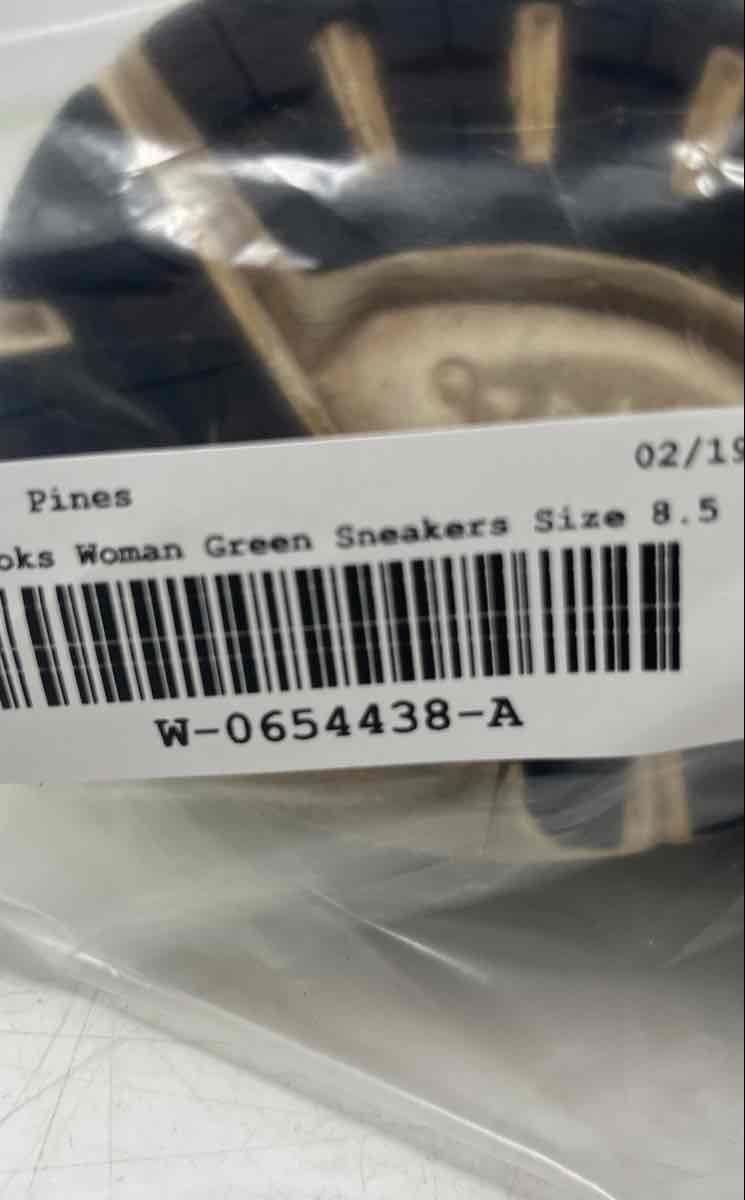 02/19
Pines
oks Woman Green Sneakers Size 8.5
W-0654438-A